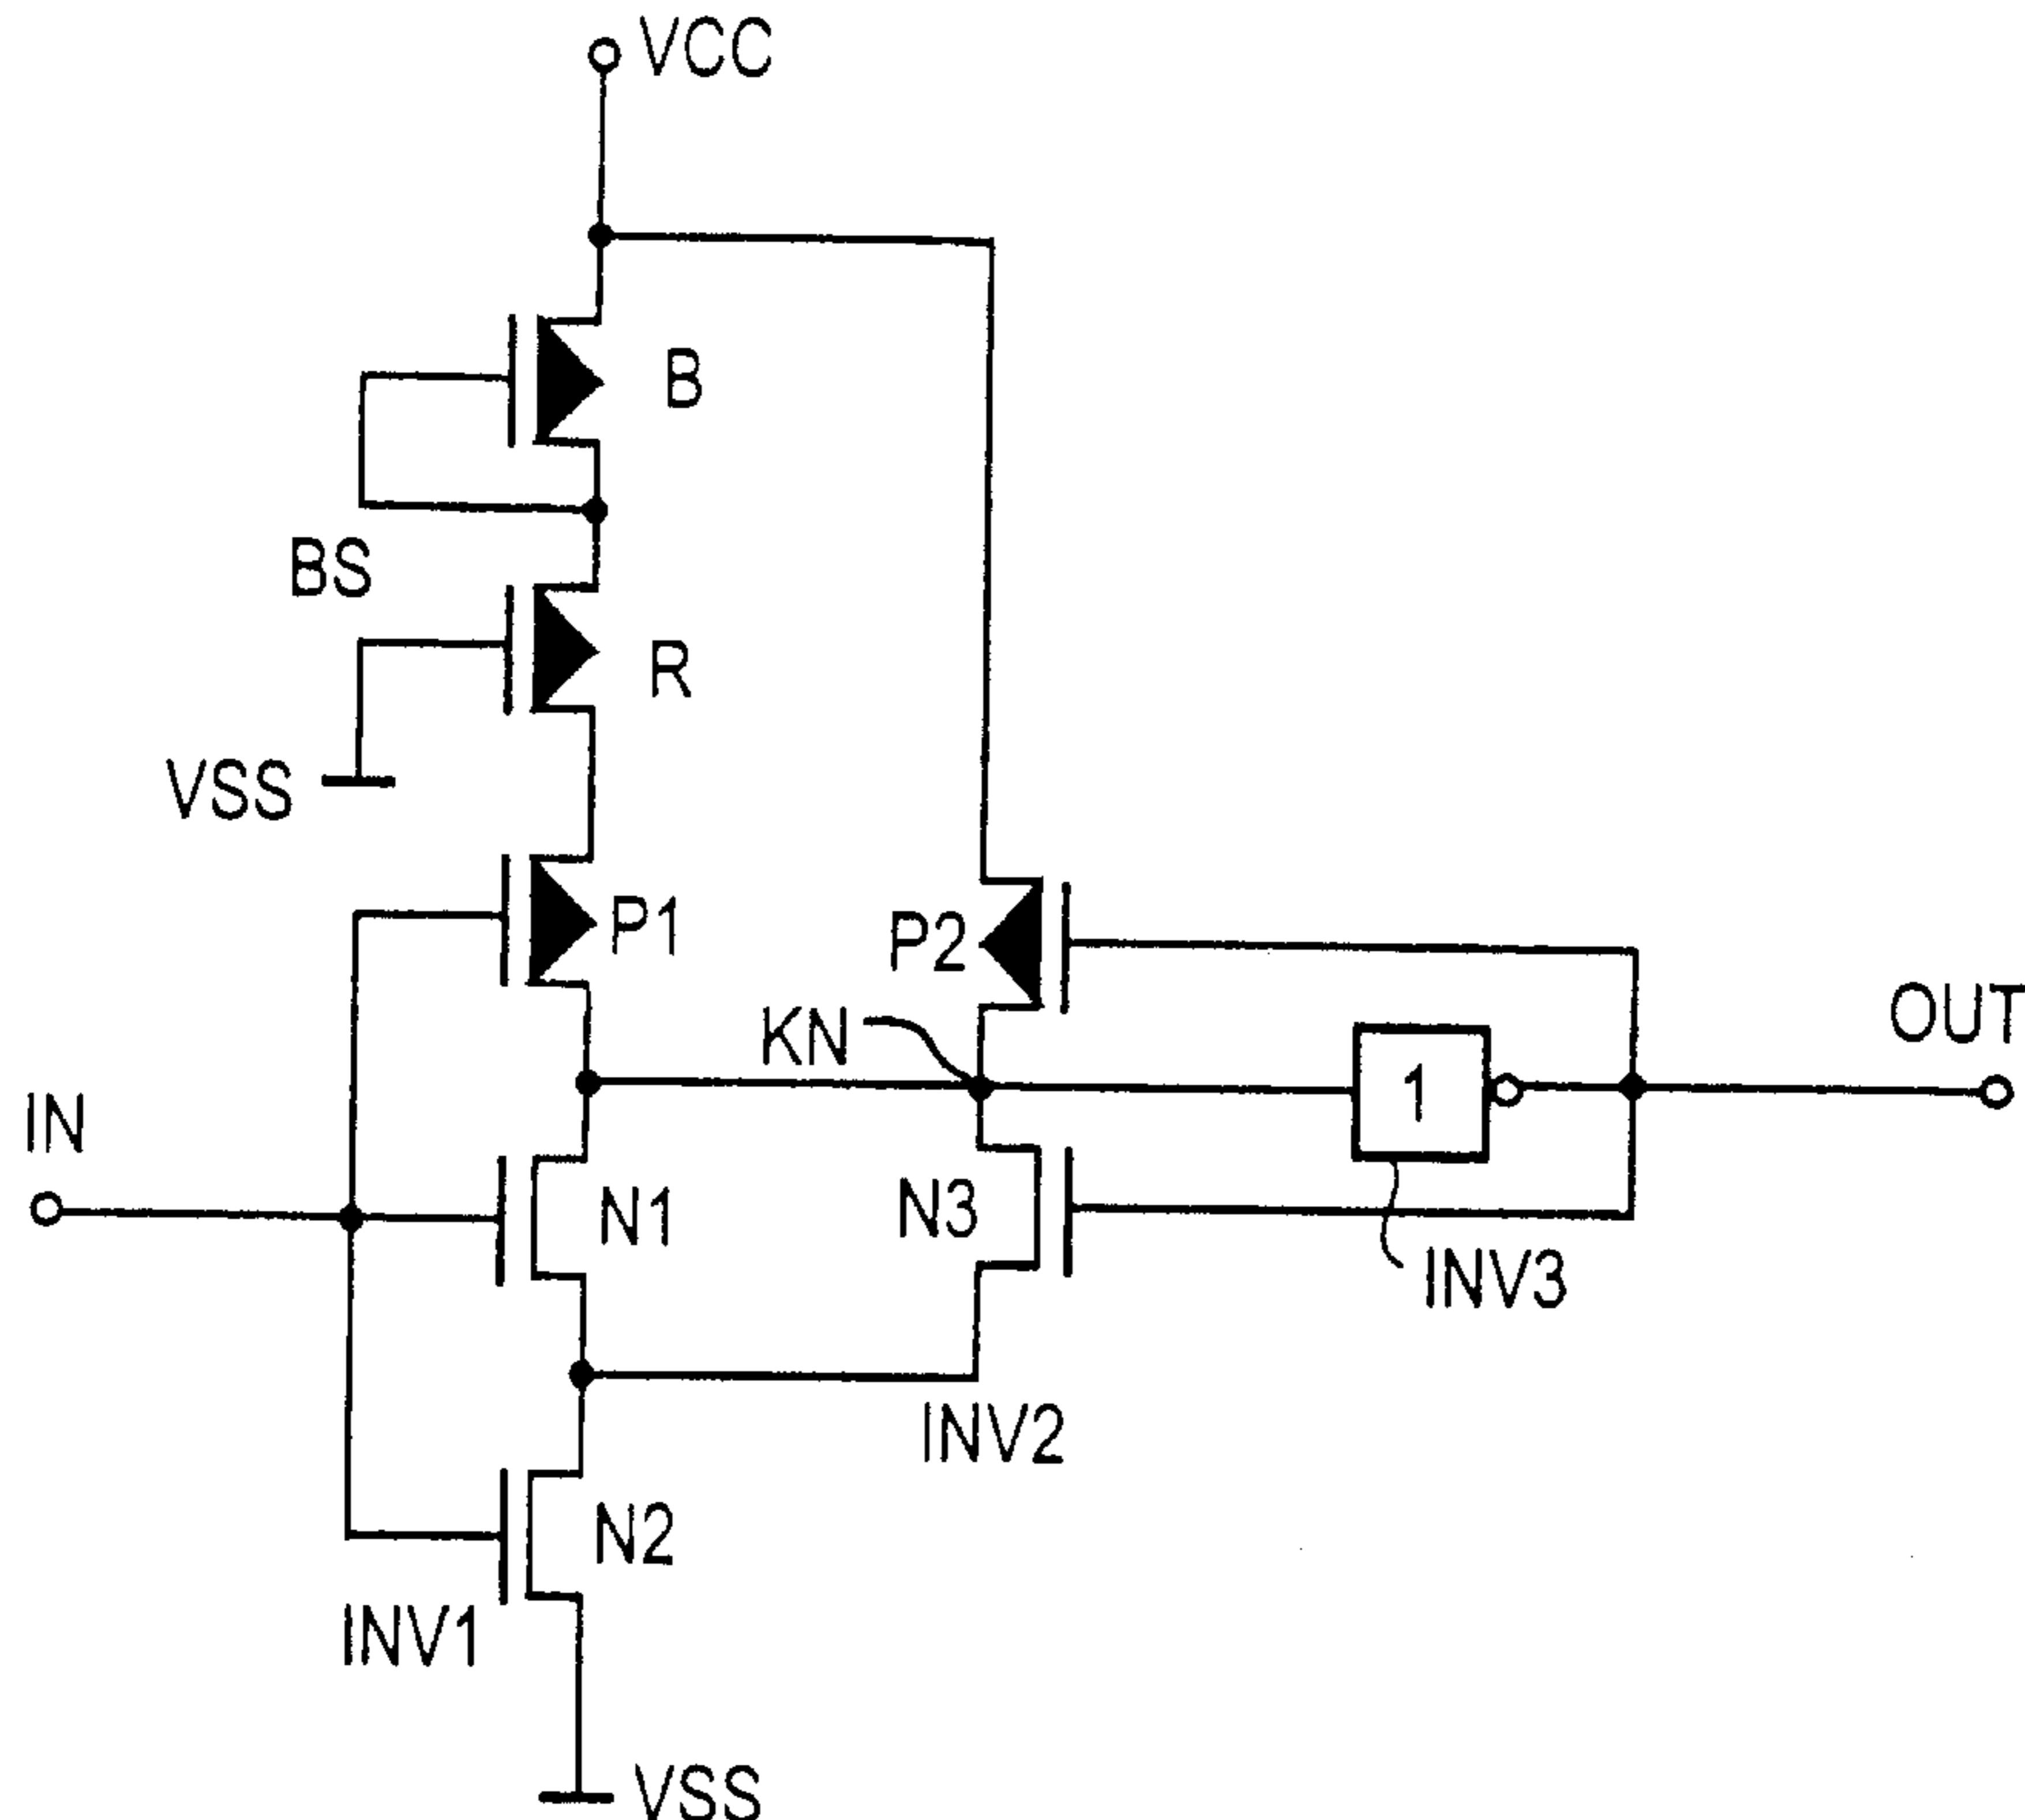 VCC
B
BS
R
VSS
P1
P2
KN
OUT
1
IN
N1
N3
INV3
INV2
N2
INV1
VSS